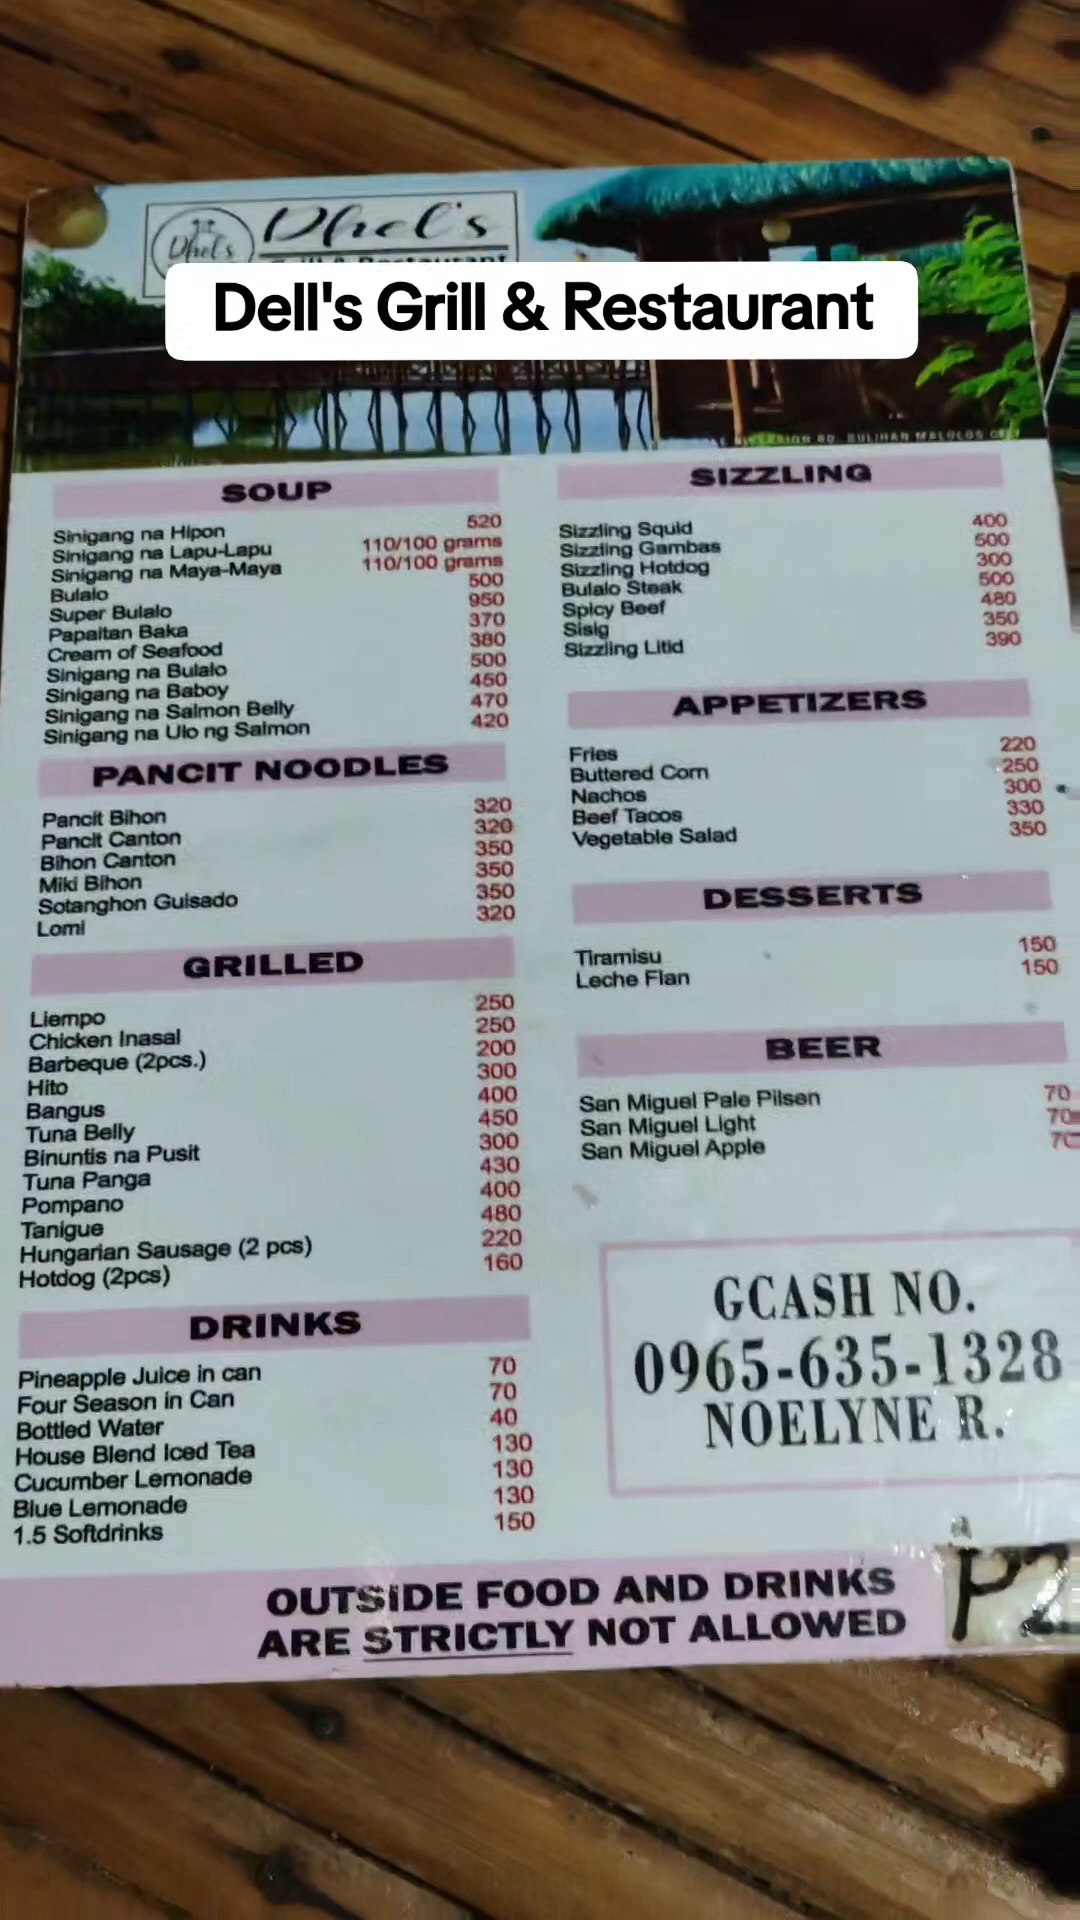 Dhel's
Dhel's
Dell's Grill & Restaurant
SOUP
Sinigang na Hipon 520
Sinigang na Lapu-Lapu 110/100 grams
Sinigang na Maya-Maya 110/100 grams
Bulalo 500
Super Bulalo 950
Papaitan Baka 370
Cream of Seafood 380
Sinigang na Bulalo 500
Sinigang na Baboy 450
Sinigang na Salmon Belly 470
Sinigang na Ulo ng Salmon 420
PANCIT NOODLES
Pancit Bihon 320
Pancit Canton 320
Bihon Canton 350
Miki Bihon 350
Sotanghon Guisado 350
Lomi 320
GRILLED
Liempo 250
Chicken Inasal 250
Barbeque (2pcs.) 200
Hito 300
Bangus 400
Tuna Belly 450
Binuntis na Pusit 300
Tuna Panga 430
Pompano 400
Tanigue 480
Hungarian Sausage (2 pcs) 220
Hotdog (2pcs) 160
DRINKS
Pineapple Juice in can 70
Four Season in Can 70
Bottled Water 40
House Blend Iced Tea 130
Cucumber Lemonade 130
Blue Lemonade 130
1.5 Softdrinks 150
SIZZLING
Sizzling Squid 400
Sizzling Gambas 500
Sizzling Hotdog 300
Bulalo Steak 500
Spicy Beef 480
Sisig 350
Sizzling Litid 390
APPETIZERS
Fries 220
Buttered Corn 250
Nachos 300
Beef Tacos 330
Vegetable Salad 350
DESSERTS
Tiramisu 150
Leche Flan 150
BEER
San Miguel Pale Pilsen 70
San Miguel Light 70
San Miguel Apple 70
GCASH NO.
0965-635-1328
NOELYNE R.
OUTSIDE FOOD AND DRINKS
ARE STRICTLY NOT ALLOWED
P2